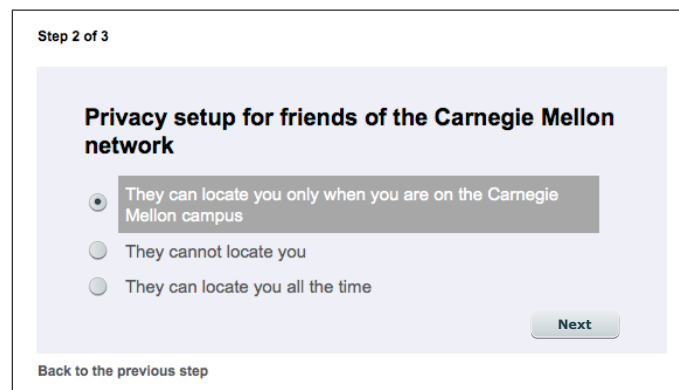 Step 2 of 3
Privacy setup for friends of the Carnegie Mellon
network
They can locate you only when you are on the Carnegie
Mellon campus
They cannot locate you
They can locate you all the time
Next
Back to the previous step